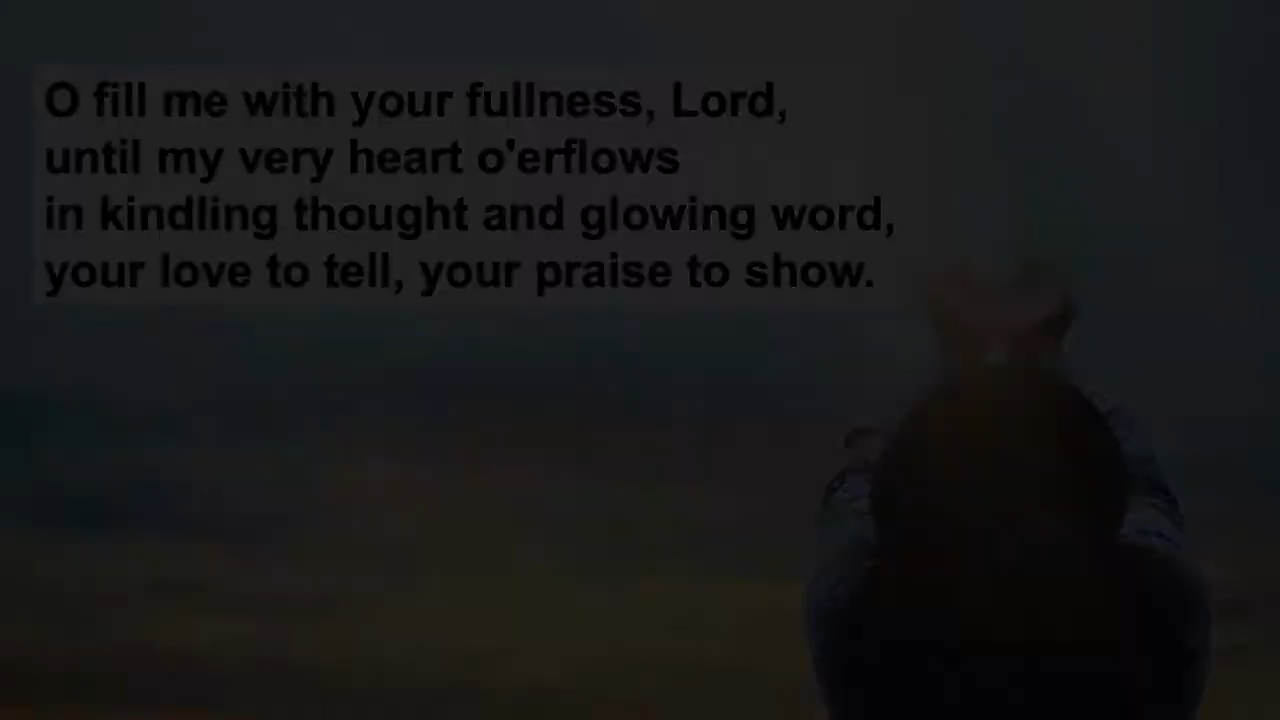 O fill me with your fullness, Lord,
until my very heart o'erflows
in kindling thought and glowing word,
your love to tell, your praise to show.